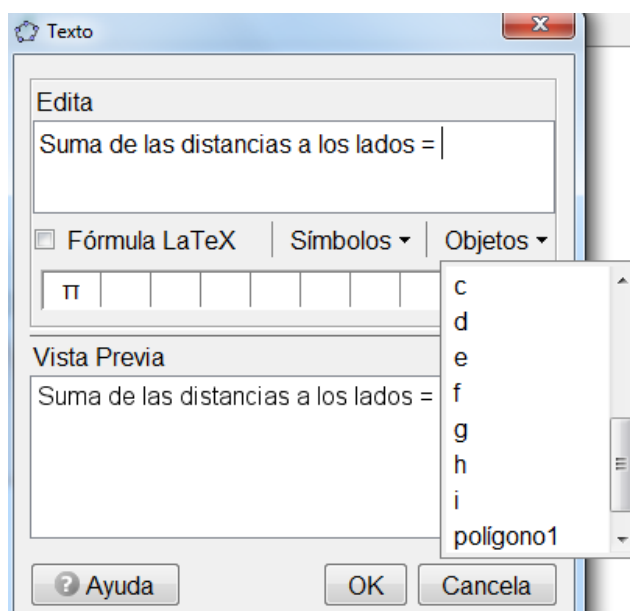 Texto
Edita
Suma de las distancias a los lados =
Fórmula LaTeX Símbolos Objetos
π
c
d
e
f
g
h
i
polígono1
Vista Previa
Suma de las distancias a los lados =
Ayuda OK Cancela